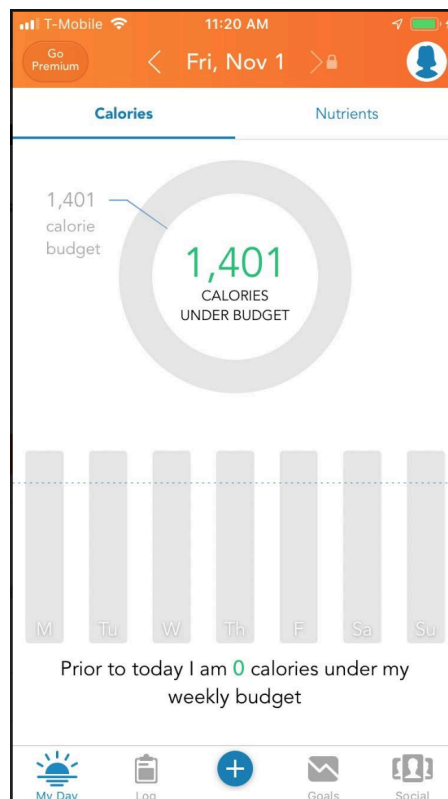 T-Mobile
11:20 AM
Go
Premium
Fri, Nov 1
Calories
Nutrients
1,401
calorie
budget
1,401
CALORIES
UNDER BUDGET
M Tu W Th F Sa Su
Prior to today I am 0 calories under my
weekly budget
My Day
Log
Goals
Social